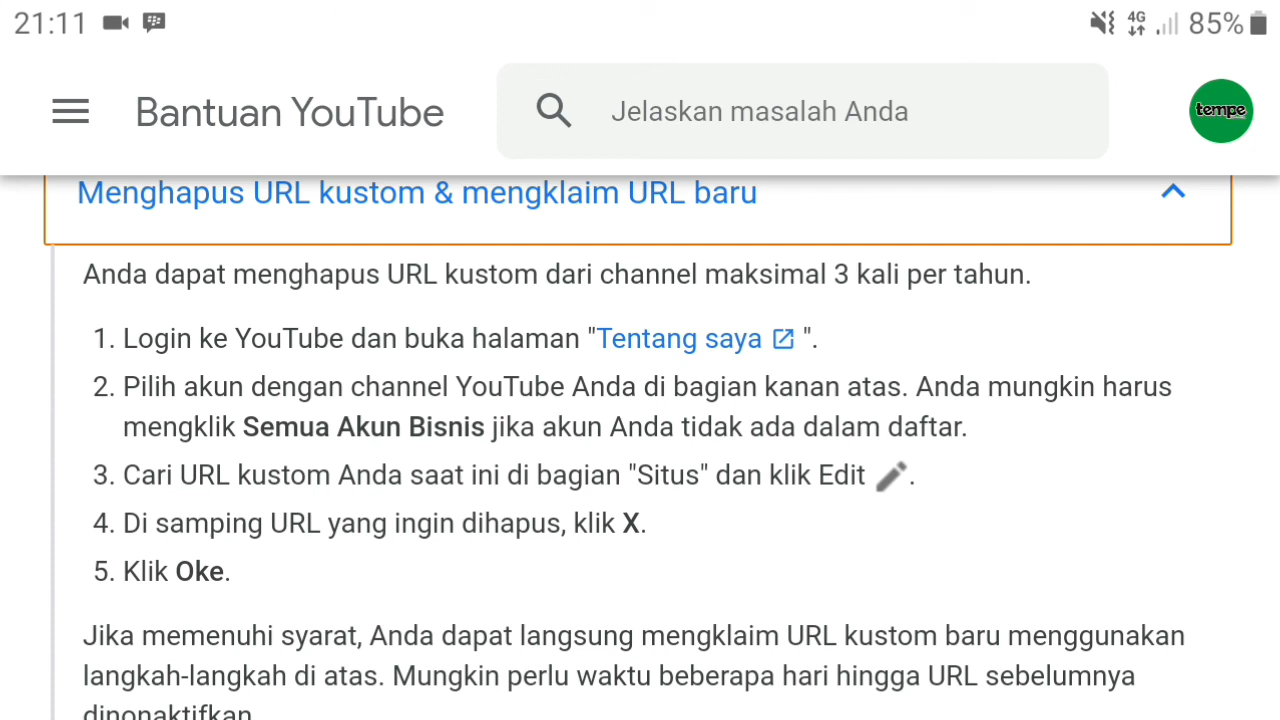 21:11 4G 85%
Bantuan YouTube Jelaskan masalah Anda tempe
Menghapus URL kustom & mengklaim URL baru
Anda dapat menghapus URL kustom dari channel maksimal 3 kali per tahun.
1. Login ke YouTube dan buka halaman "Tentang saya ".
2. Pilih akun dengan channel YouTube Anda di bagian kanan atas. Anda mungkin harus
mengklik Semua Akun Bisnis jika akun Anda tidak ada dalam daftar.
3. Cari URL kustom Anda saat ini di bagian "Situs" dan klik Edit .
4. Di samping URL yang ingin dihapus, klik X.
5. Klik Oke.
Jika memenuhi syarat, Anda dapat langsung mengklaim URL kustom baru menggunakan
langkah-langkah di atas. Mungkin perlu waktu beberapa hari hingga URL sebelumnya
dinonaktifkan